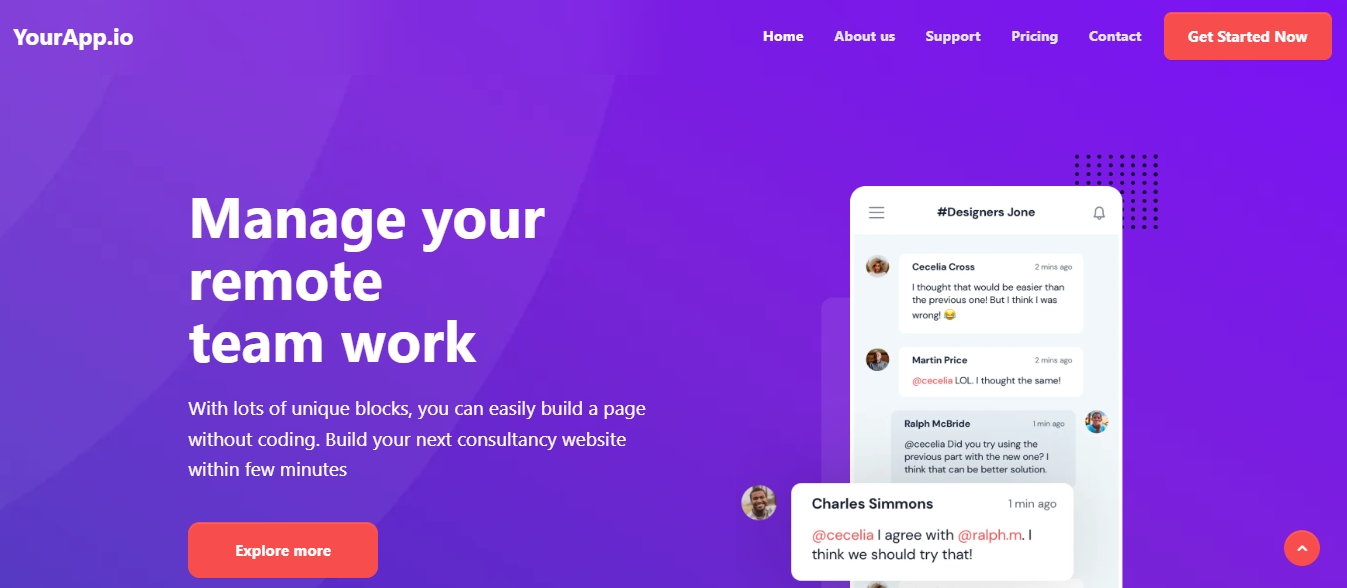 YourApp.io
Home
About us
Support
Pricing
Contact
Get Started Now
Manage your
remote
team work
With lots of unique blocks, you can easily build a page
without coding. Build your next consultancy website
within few minutes
Explore more
#Designers Jone
Cecelia Cross
2 mins ago
I thought that would be easier than
the previous one! But I think I was
wrong! 😂
Martin Price
2 mins ago
@cecelia LOL. I thought the same!
Ralph McBride
1 min ago
@cecelia Did you try using the
previous part with the new one? I
think that can be better solution.
Charles Simmons
1 min ago
@cecelia I agree with @ralph.m. I
think we should try that!